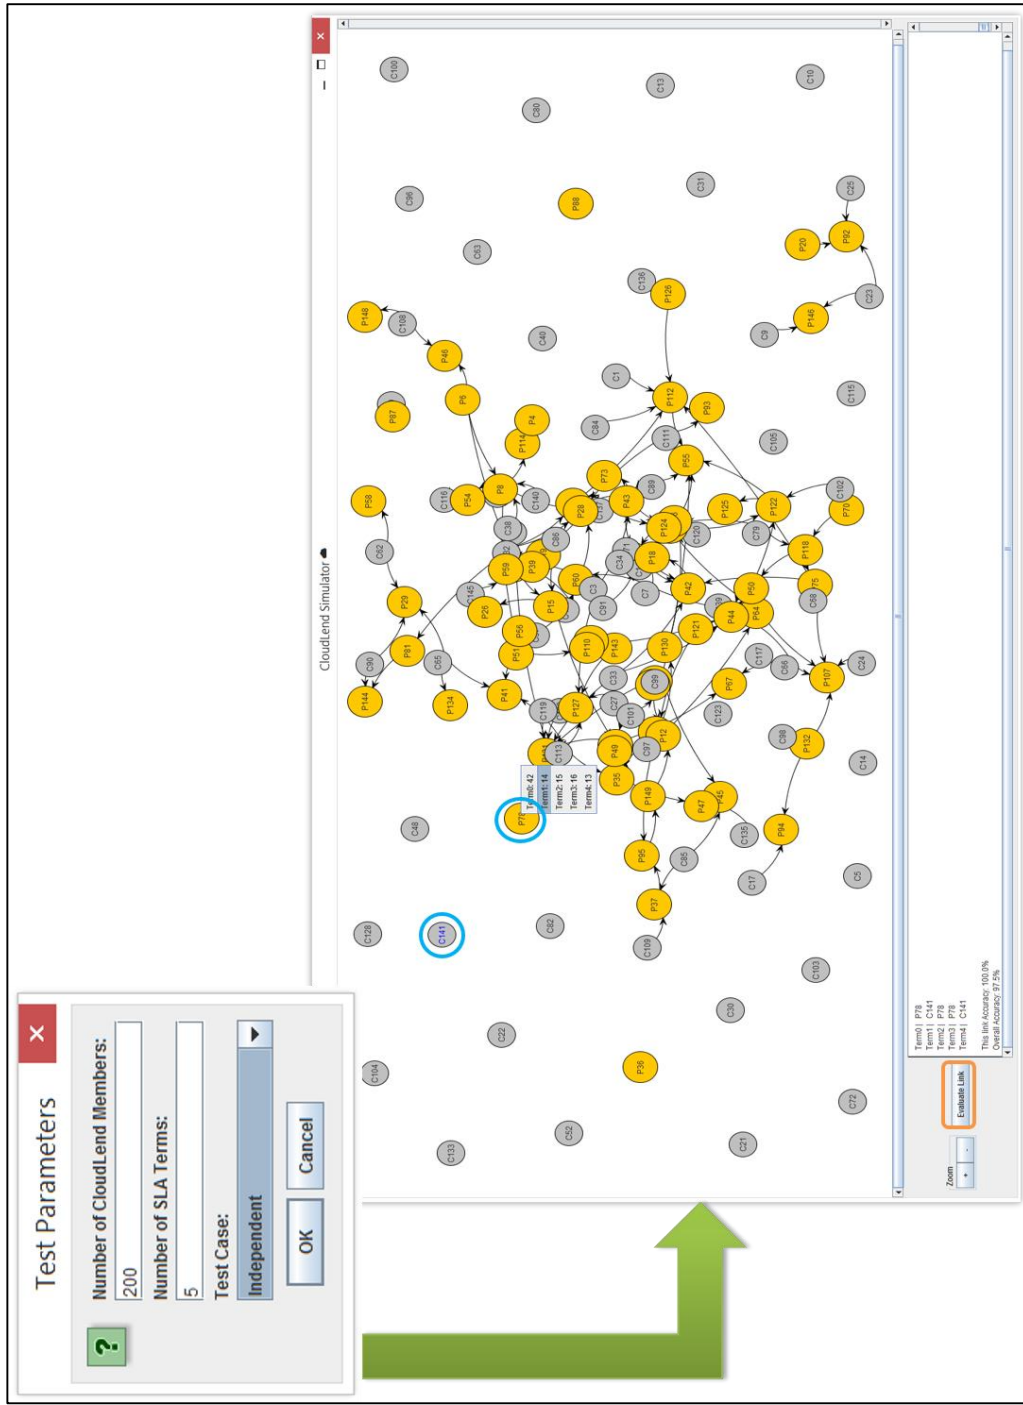 Test Parameters
Number of CloudLend Members:
200
Number of SLA Terms:
5
Test Case:
Independent
OK
Cancel
CloudLend Simulator
C100
C80
C13
C10
C96
C63
C31
C25
P88
P20
P92
C136
P126
C23
P148
C108
C40
C9
P146
P46
C1
P6
P112
P87
P4
C84
P93
C115
P114
C111
C105
P58
C116
P54
P8
C140
P73
P55
C89
P43
P28
C102
P70
P125
P122
C62
C38
C86
P124
C120
C79
P118
P59
P39
C34
P18
P29
C145
P60
C3
C7
P42
P50
C68
P26
P15
C91
P44
P64
P56
P121
C90
P81
C65
P51
P110
P143
P130
C117
C66
C24
P144
P134
P41
C33
C99
P67
P107
C119
P127
C27
C101
C123
C98
P132
C113
P49
C97
P12
C14
P35
P149
P47
P45
P78
C48
C135
P94
P95
C85
C17
C5
C128
C141
C82
P37
C109
C103
C22
C30
C104
P36
C133
C52
C21
C72
Term0: 42
Term1: 14
Term2: 15
Term3: 16
Term4: 13
Term0 | P78
Term1 | C141
Term2 | P78
Term3 | P78
Term4 | C141
This link Accuracy: 100.0%
Overall Accuracy: 97.5%
Zoom
+
-
Evaluate Link